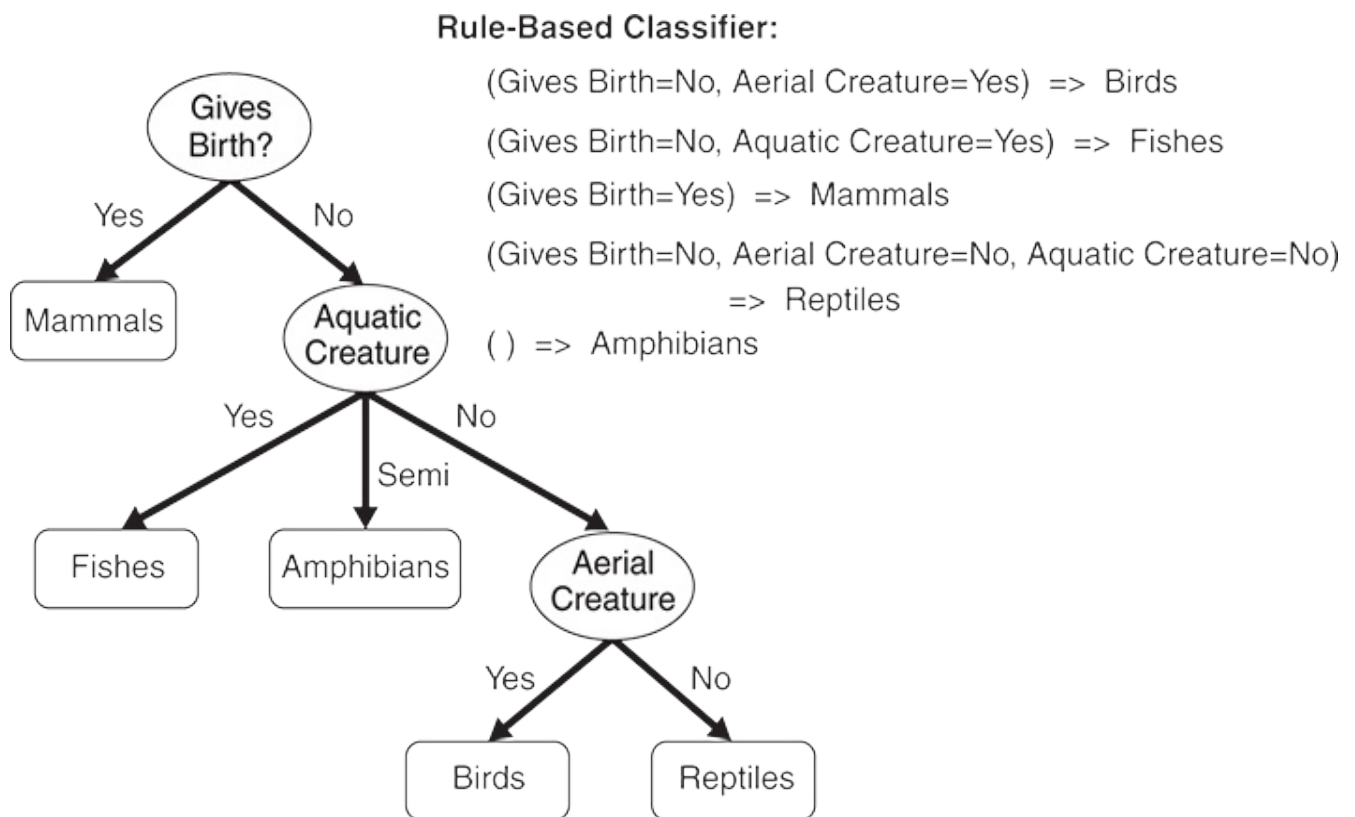 Rule-Based Classifier:
(Gives Birth=No, Aerial Creature=Yes) => Birds
(Gives Birth=No, Aquatic Creature=Yes) => Fishes
(Gives Birth=Yes) => Mammals
(Gives Birth=No, Aerial Creature=No, Aquatic Creature=No)
=> Reptiles
( ) => Amphibians
Gives
Birth?
Yes
No
Mammals
Aquatic
Creature
Yes
Semi
No
Fishes
Amphibians
Aerial
Creature
Yes
No
Birds
Reptiles